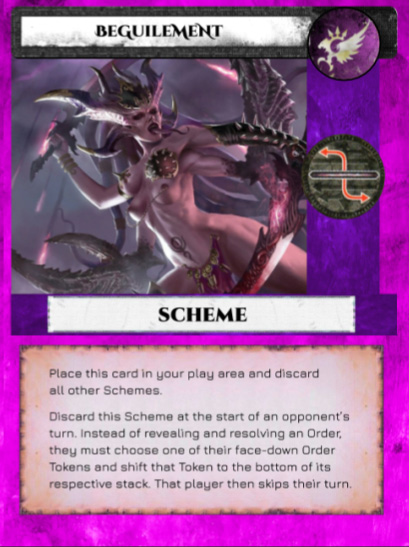 BEGUILEMENT
SCHEME
Place this card in your play area and discard
all other Schemes.
Discard this Scheme at the start of an opponent's
turn. Instead of revealing and resolving an Order,
they must choose one of their face-down Order
Tokens and shift that Token to the bottom of its
respective stack. That player then skips their turn.